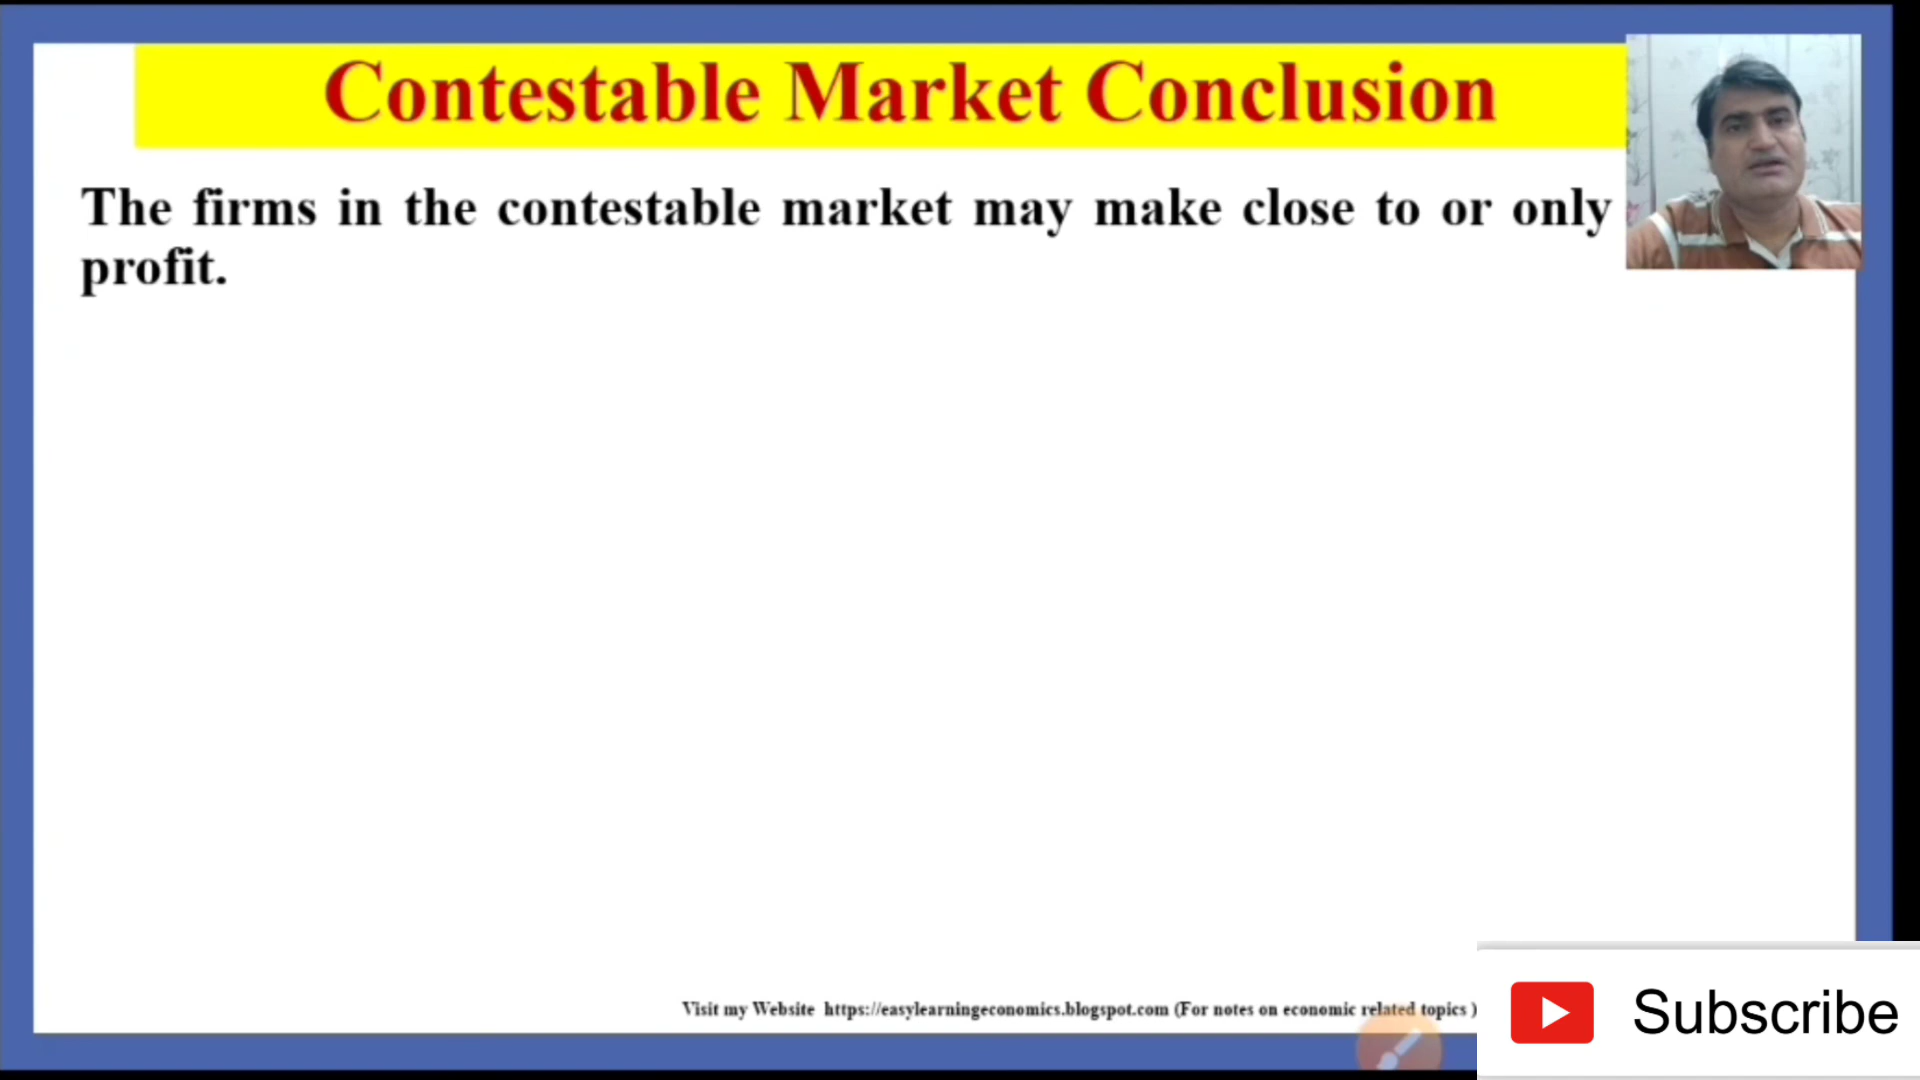 Contestable Market Conclusion
The firms in the contestable market may make close to or only
profit.
Visit my Website https://easylearningeconomics.blogspot.com (For notes on economic related topics )
Subscribe